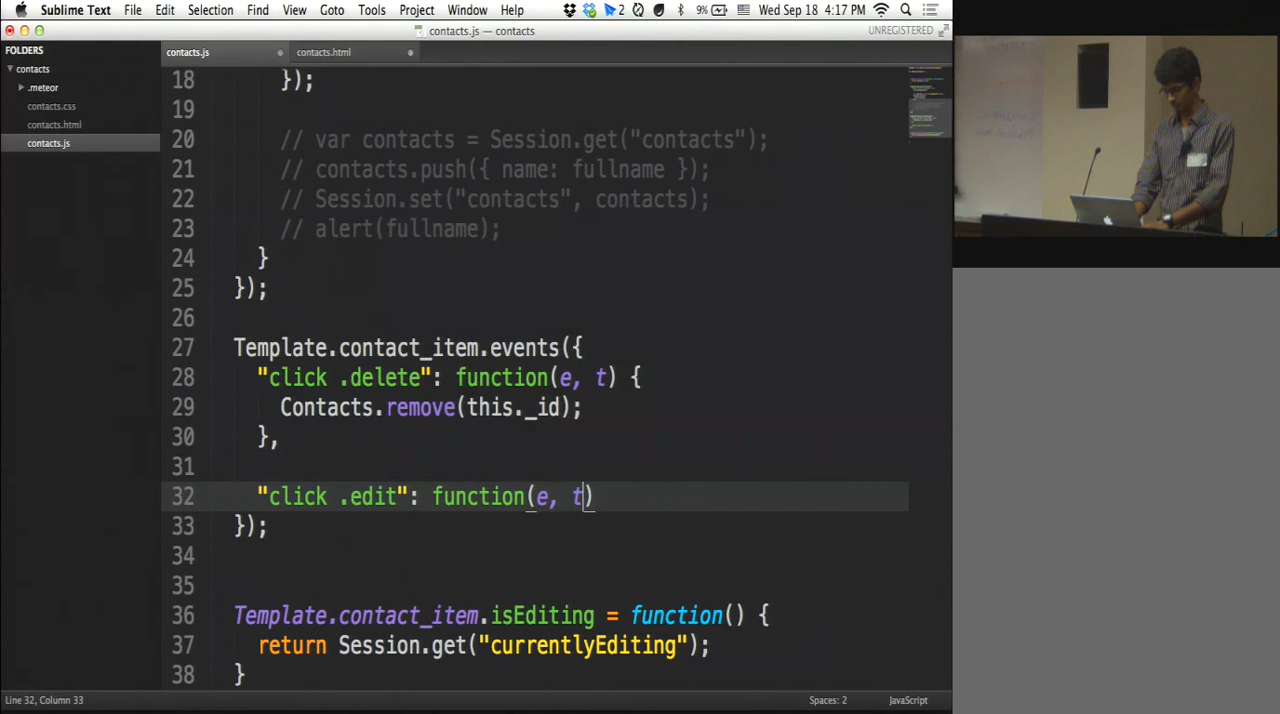 Sublime Text File Edit Selection Find View Goto Tools Project Window Help 2 9% Wed Sep 18 4:17 PM
contacts.js — contacts UNREGISTERED
FOLDERS
contacts
.meteor
contacts.css
contacts.html
contacts.js
contacts.js contacts.html
18 });
19
20 // var contacts = Session.get("contacts");
21 // contacts.push({ name: fullname });
22 // Session.set("contacts", contacts);
23 // alert(fullname);
24 }
25 });
26
27 Template.contact_item.events({
28 "click .delete": function(e, t) {
29 Contacts.remove(this._id);
30 },
31
32 "click .edit": function(e, t)
33 });
34
35
36 Template.contact_item.isEditing = function() {
37 return Session.get("currentlyEditing");
38 }
Line 32, Column 33 Spaces: 2 JavaScript